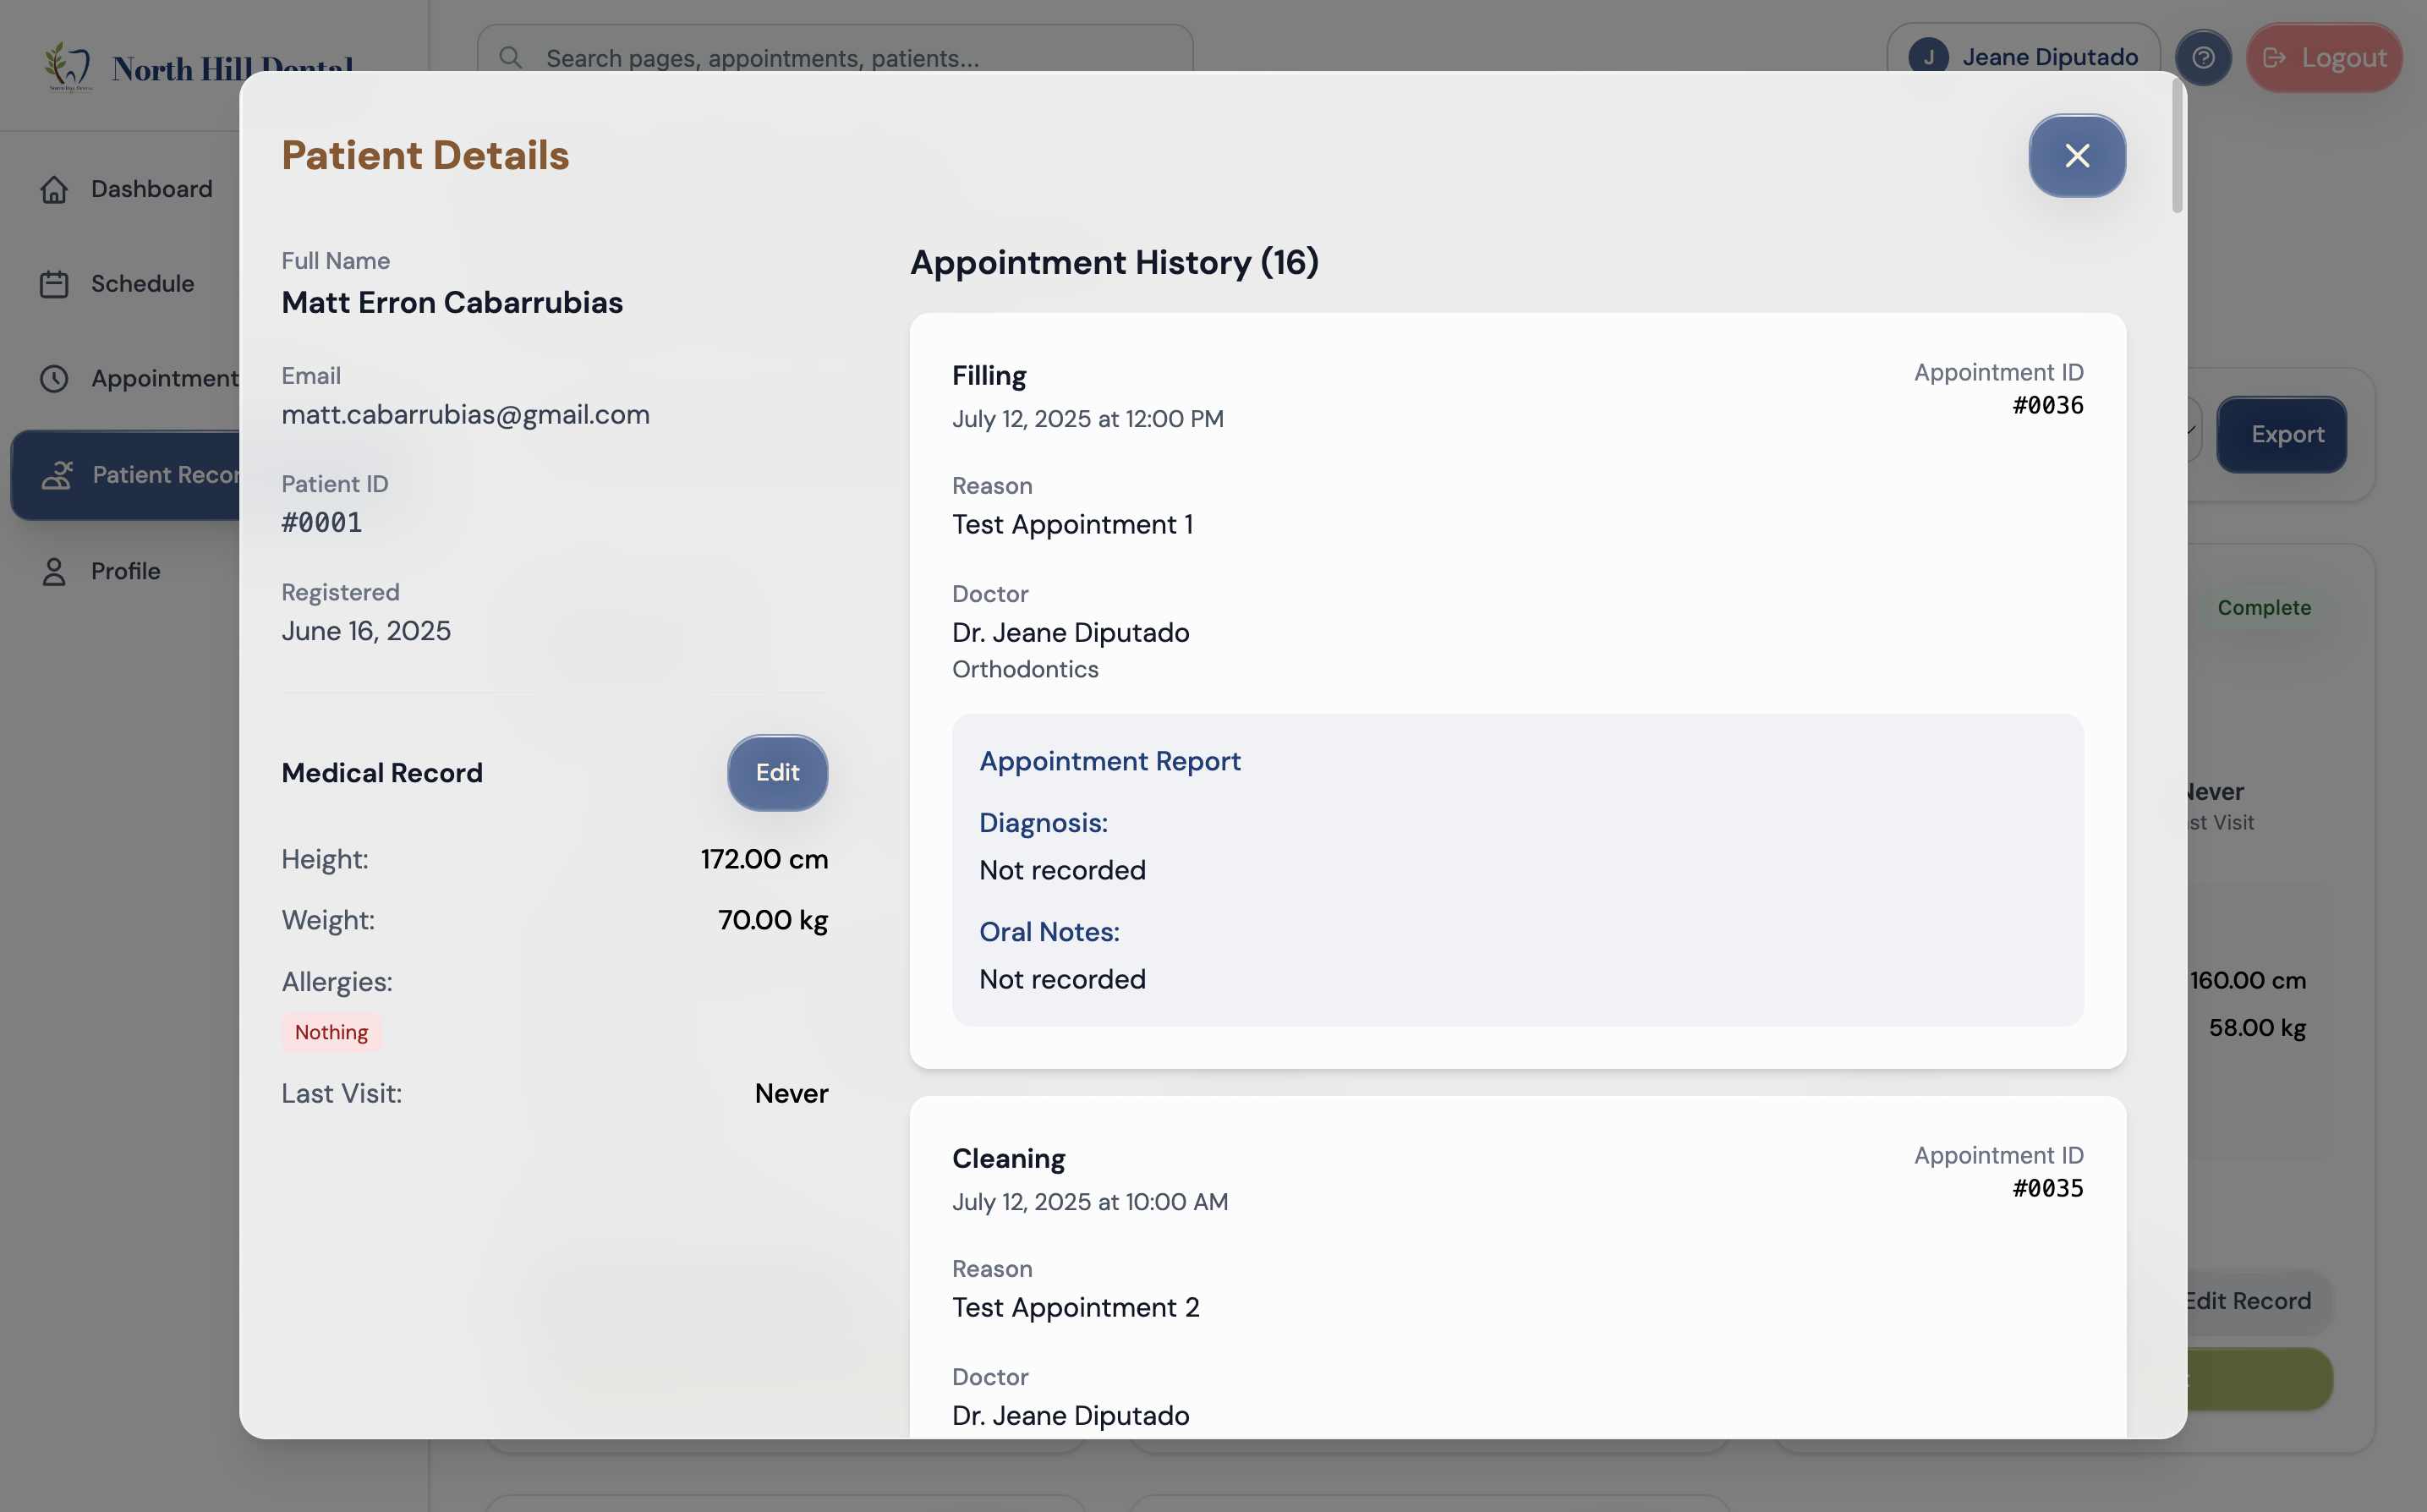 North Hill Dental
Search pages, appointments, patients...
J
Jeane Diputado
Logout
Dashboard
Schedule
Appointment
Patient Recor
Profile
Patient Details
Full Name
Matt Erron Cabarrubias
Email
matt.cabarrubias@gmail.com
Patient ID
#0001
Registered
June 16, 2025
Medical Record
Edit
Height:
172.00 cm
Weight:
70.00 kg
Allergies:
Nothing
Last Visit:
Never
Appointment History (16)
Filling
Appointment ID
July 12, 2025 at 12:00 PM
#0036
Reason
Test Appointment 1
Doctor
Dr. Jeane Diputado
Orthodontics
Appointment Report
Diagnosis:
Not recorded
Oral Notes:
Not recorded
Cleaning
Appointment ID
July 12, 2025 at 10:00 AM
#0035
Reason
Test Appointment 2
Doctor
Dr. Jeane Diputado
Export
Complete
Never
st Visit
160.00 cm
58.00 kg
Edit Record